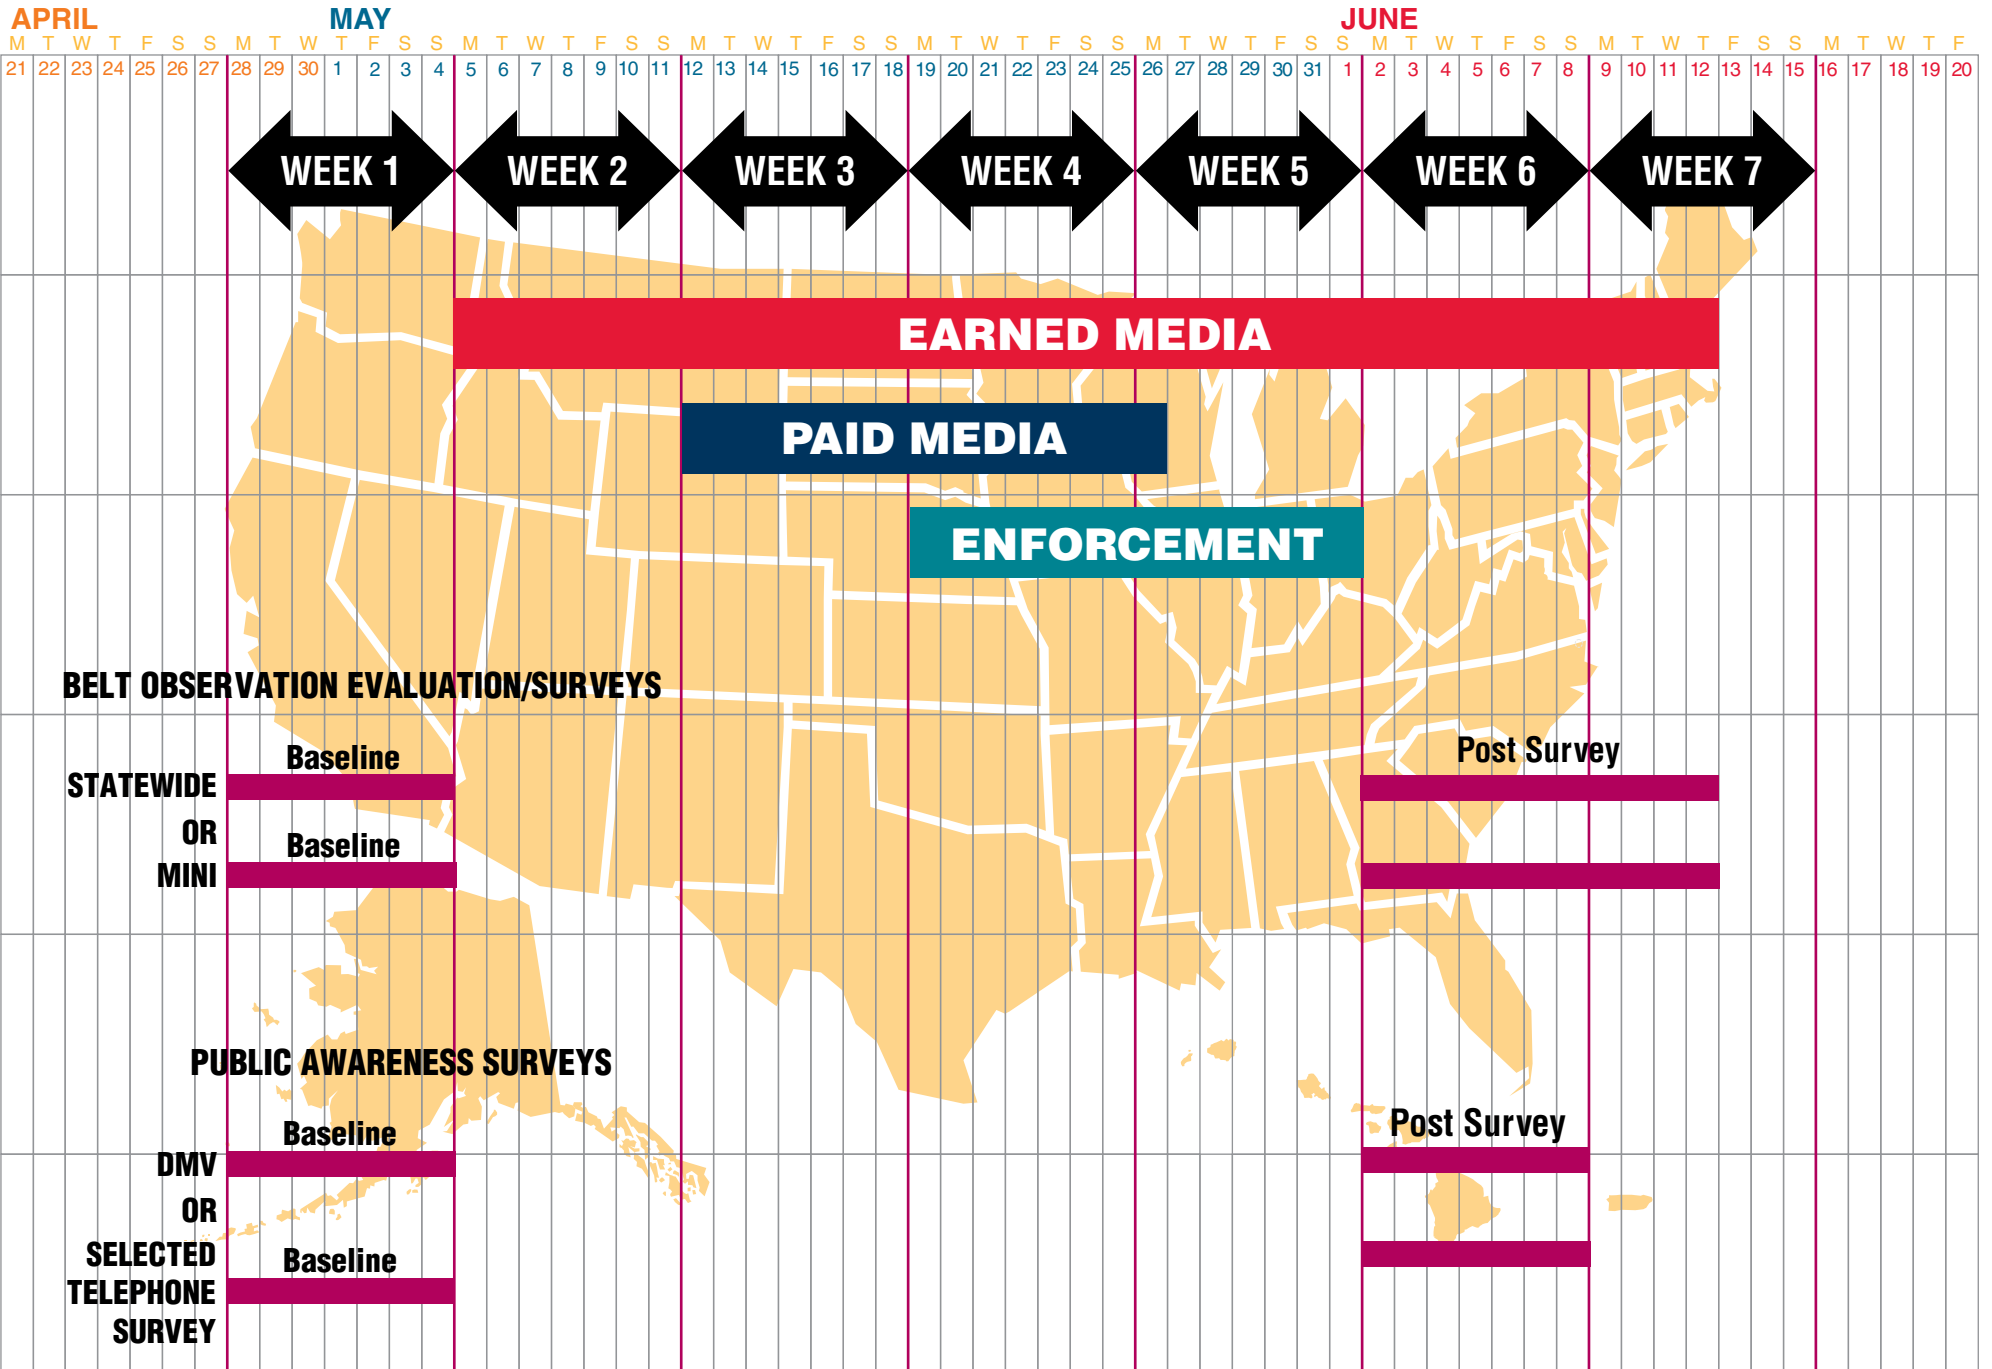 APRIL MAY JUNE
M T W T F S S M T W T F S S M T W T F S S M T W T F S S M T W T F S S M T W T F S S M T W T F S S M T W T F S S M T W T F
21 22 23 24 25 26 27 28 29 30 1 2 3 4 5 6 7 8 9 10 11 12 13 14 15 16 17 18 19 20 21 22 23 24 25 26 27 28 29 30 31 1 2 3 4 5 6 7 8 9 10 11 12 13 14 15 16 17 18 19 20
WEEK 1 WEEK 2 WEEK 3 WEEK 4 WEEK 5 WEEK 6 WEEK 7
EARNED MEDIA
PAID MEDIA
ENFORCEMENT
BELT OBSERVATION EVALUATION/SURVEYS
Baseline Post Survey
STATEWIDE
OR
Baseline
MINI
PUBLIC AWARENESS SURVEYS
Baseline Post Survey
DMV
OR
SELECTED
Baseline
TELEPHONE
SURVEY